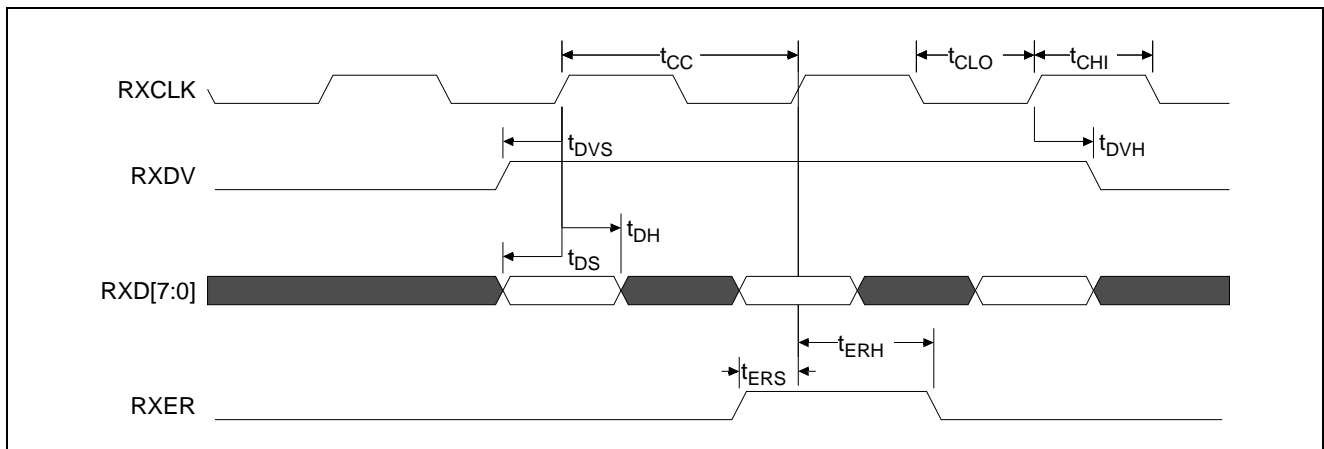 tCC
tCLO
tCHI
RXCLK
tDVS
tDVH
RXDV
tDH
tDS
RXD[7:0]
tERH
tERS
RXER